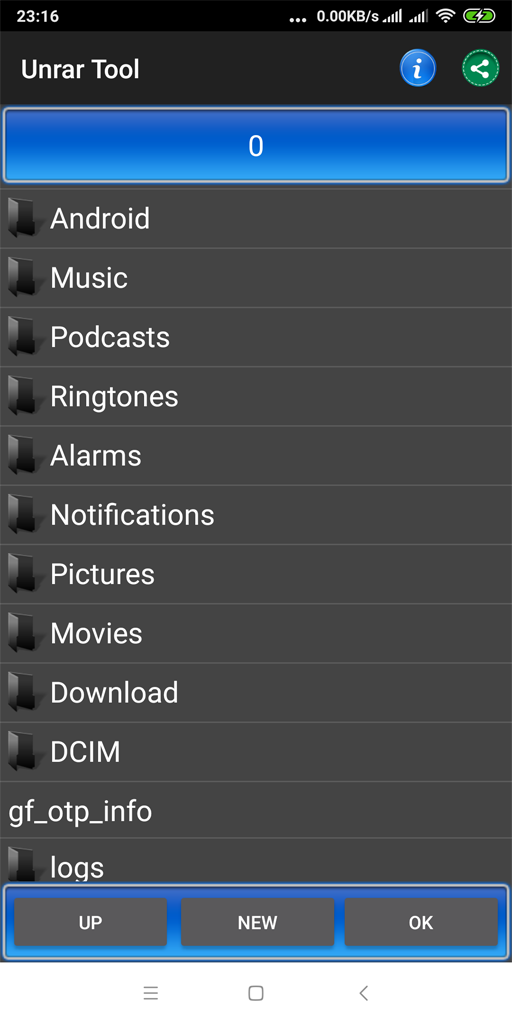 23:16
... 0.00KB/s
Unrar Tool
0
Android
Music
Podcasts
Ringtones
Alarms
Notifications
Pictures
Movies
Download
DCIM
gf_otp_info
logs
UP NEW OK